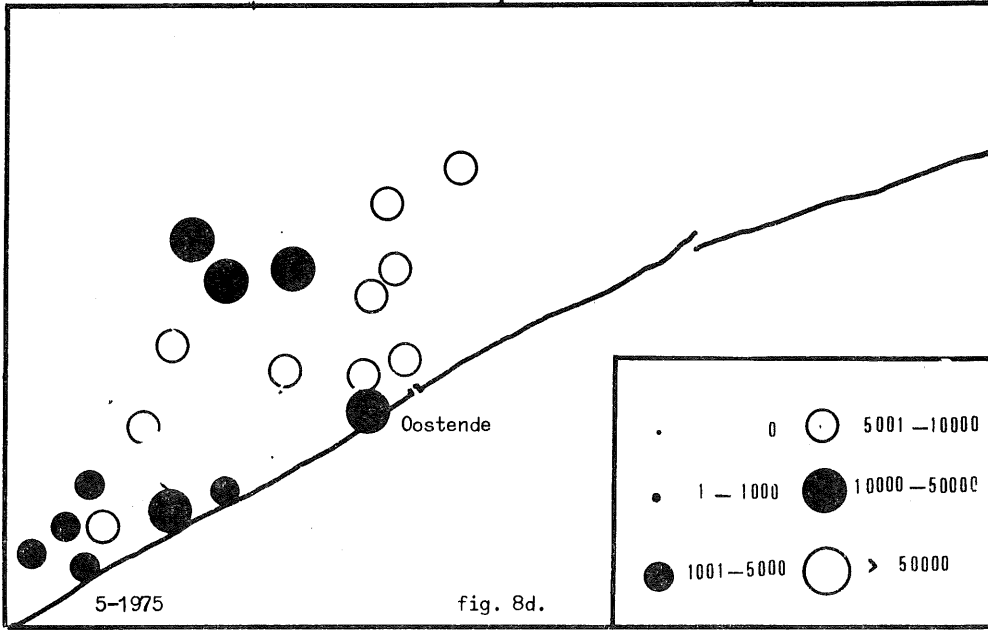 Oostende
0 5001 — 10000
1 — 1000 10000 — 50000
1001 — 5000 > 50000
5-1975 fig. 8d.